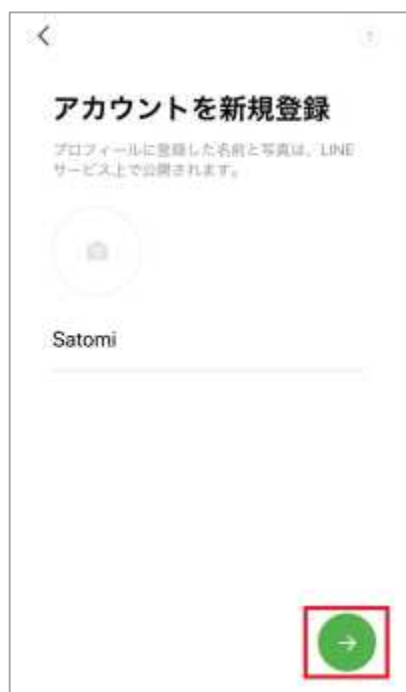 アカウントを新規登録
プロフィールに登録した名前と写真は、LINE
サービス上で公開されます。
Satomi